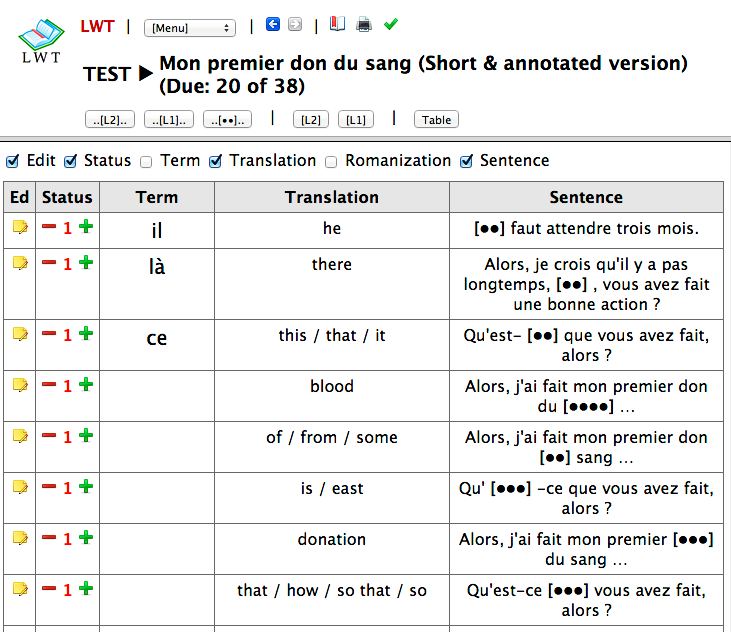 LWT | [Menu] | |
LWT
TEST ▶ Mon premier don du sang (Short & annotated version)
(Due: 20 of 38)
..[L2].. ..[L1].. ..[••].. | [L2] [L1] | Table
Edit Status Term Translation Romanization Sentence
Ed Status Term Translation Sentence
1 il he [●●] faut attendre trois mois.
1 là there Alors, je crois qu'il y a pas
longtemps, [●●] , vous avez fait
une bonne action ?
1 ce this / that / it Qu'est- [●●] que vous avez fait,
alors ?
1 blood Alors, j'ai fait mon premier don
du [●●●●] ...
1 of / from / some Alors, j'ai fait mon premier don
[●●] sang ...
1 is / east Qu' [●●●] -ce que vous avez fait,
alors ?
1 donation Alors, j'ai fait mon premier [●●●]
du sang ...
1 that / how / so that / so Qu'est-ce [●●●] vous avez fait,
alors ?